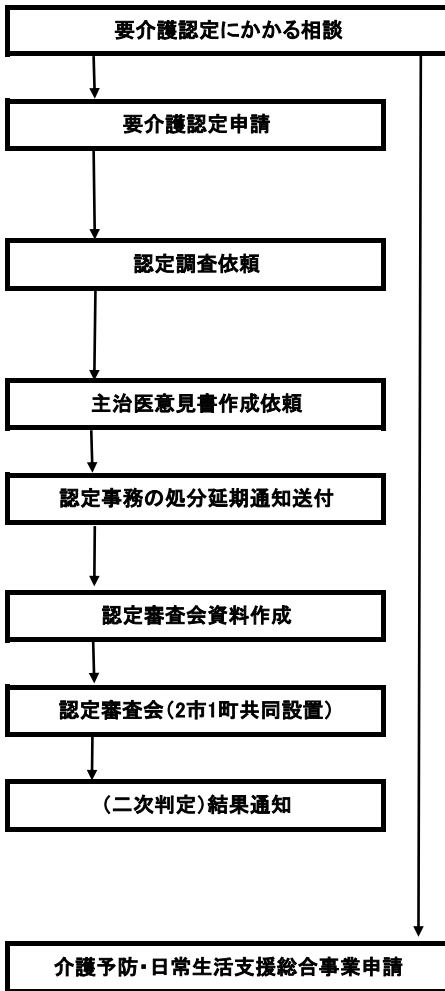 要介護認定にかかる相談
要介護認定申請
認定調査依頼
主治医意見書作成依頼
認定事務の処分延期通知送付
認定審査会資料作成
認定審査会(2市1町共同設置)
(二次判定)結果通知
介護予防・日常生活支援総合事業申請